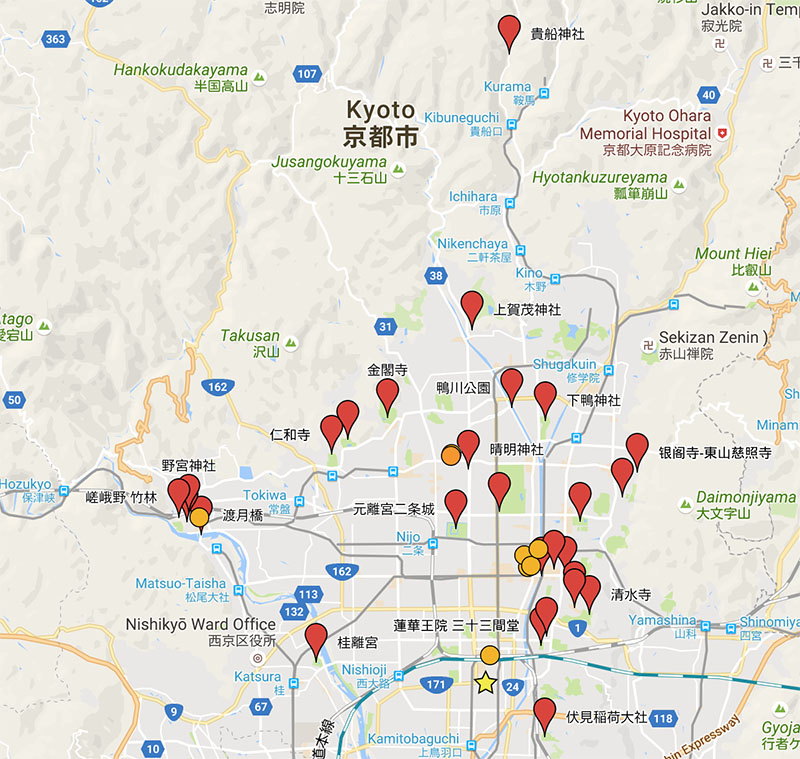 志明院
Jakko-in Temp
寂光院
363
貴船神社
三千
Hankokudakayama
半国高山
107
Kurama
鞍馬
40
Kyoto
京都市
Kibuneguchi
貴船口
Kyoto Ohara
Memorial Hospital
京都大原記念病院
Jusangokuyama
十三石山
Hyotankuzureyama
瓢箪崩山
Ichihara
市原
Nikenchaya
二軒茶屋
Mount Hiei
比叡山
Kino
木野
38
上賀茂神社
31
Atago
愛宕山
Takusan
沢山
Sekizan Zenin )
赤山禅院
Shugakuin
修学院
金閣寺
鴨川公園
下鴨神社
162
50
Minam
仁和寺
晴明神社
银阁寺-東山慈照寺
野宮神社
Hozukyo
保津峡
嵯峨野 竹林
Tokiwa
常盤
元離宮二条城
Daimonjiyama
大文字山
渡月橋
Nijo
二条
162
Matsuo-Taisha
松尾大社
113
132
清水寺
Nishikyō Ward Office
西京区役所
蓮華王院 三十三間堂
1
Yamashina
山科
Shinomiya
四宮
桂離宮
Katsura
桂
Nishioji
西大路
171
24
67
9
伏見稲荷大社
118
道本線
Kamitobaguchi
上鳥羽口
10
hin Expressway
Gyoja
行者ケ